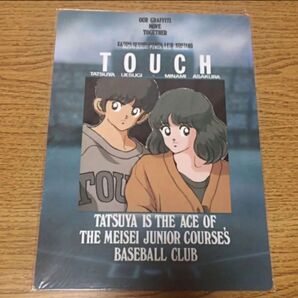 OUR GRAFFITI
MOVE
TOGETHER
TOUCH
TATSUYA UESUGI MINAMI ASAKURA
TOU
TATSUYA IS THE ACE OF
THE MEISEI JUNIOR COURSE'S
BASEBALL CLUB